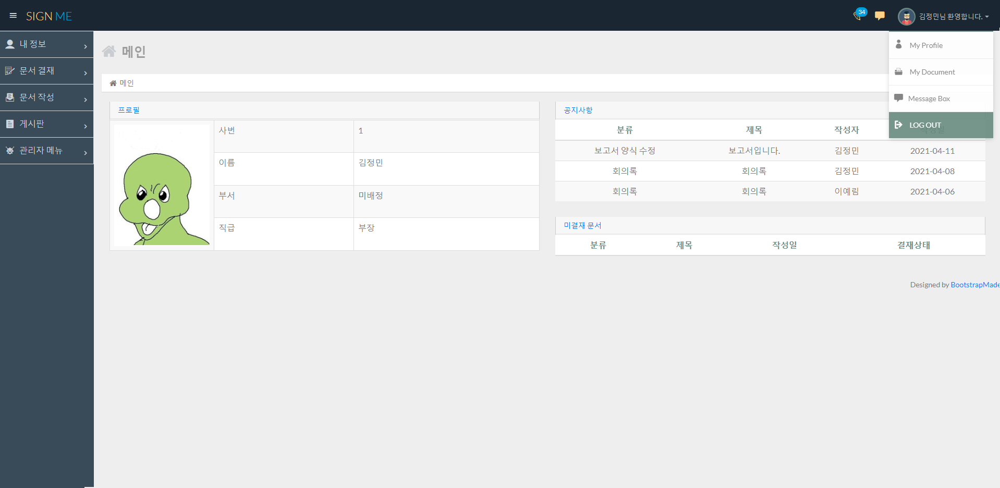 SIGN ME
34
김정민님 환영합니다.
내 정보
문서 결재
문서 작성
게시판
관리자 메뉴
메인
메인
My Profile
My Document
Message Box
LOG OUT
프로필
사번 1
이름 김정민
부서 미배정
직급 부장
공지사항
분류 제목 작성자 작성일
보고서 양식 수정 보고서입니다. 김정민 2021-04-11
회의록 회의록 김정민 2021-04-08
회의록 회의록 이예림 2021-04-06
미결재 문서
분류 제목 작성일 결재상태
Designed by BootstrapMade